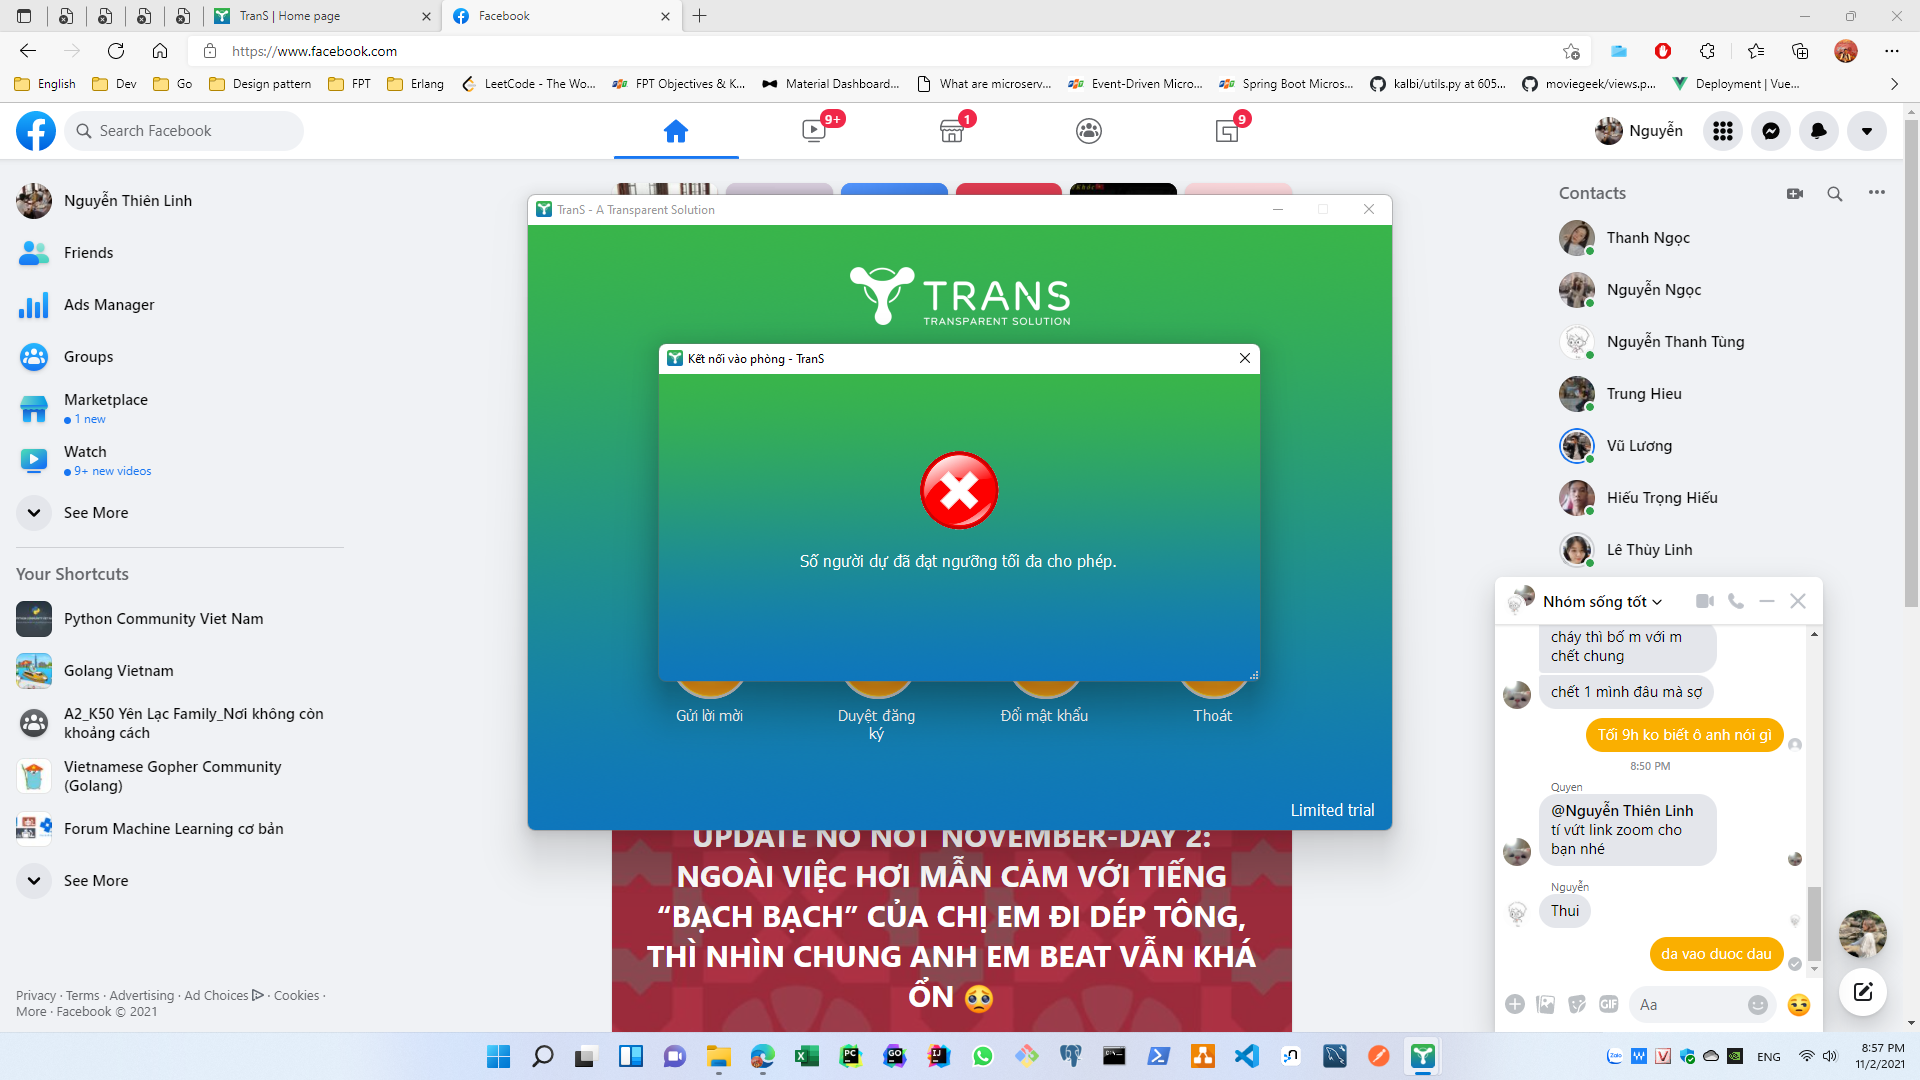 TranS | Home page
Facebook
https://www.facebook.com
English
Dev
Go
Design pattern
FPT
Erlang
LeetCode - The Wo...
FPT Objectives & K...
Material Dashboard...
What are microserv...
Event-Driven Micro...
Spring Boot Micros...
kalbi/utils.py at 605...
moviegeek/views.p...
Deployment | Vue...
Search Facebook
9+
1
9
Nguyễn
Nguyễn Thiên Linh
Friends
Ads Manager
Groups
Marketplace
1 new
Watch
9+ new videos
See More
Your Shortcuts
Python Community Viet Nam
Golang Vietnam
A2_K50 Yên Lạc Family_Nơi không còn
khoảng cách
Vietnamese Gopher Community
(Golang)
Forum Machine Learning cơ bản
See More
Privacy · Terms · Advertising · Ad Choices · Cookies ·
More · Facebook © 2021
TranS - A Transparent Solution
TRANS
TRANSPARENT SOLUTION
Kết nối vào phòng - TranS
Số người dự đã đạt ngưỡng tối đa cho phép.
Gửi lời mời
Duyệt đăng
ký
Đổi mật khẩu
Thoát
Limited trial
UPDATE NO NOT NOVEMBER-DAY 2:
NGOÀI VIỆC HƠI MẪN CẢM VỚI TIẾNG
“BẠCH BẠCH” CỦA CHỊ EM ĐI DÉP TÔNG,
THÌ NHÌN CHUNG ANH EM BEAT VẪN KHÁ
ỔN
Contacts
Thanh Ngọc
Nguyễn Ngọc
Nguyễn Thanh Tùng
Trung Hieu
Vũ Lương
Hiếu Trọng Hiếu
Lê Thùy Linh
Nhóm sống tốt
cháy thì bố m với m
chết chung
chết 1 mình đâu mà sợ
Tối 9h ko biết ô anh nói gì
8:50 PM
Quyen
@Nguyễn Thiên Linh
tí vứt link zoom cho
bạn nhé
Nguyễn
Thui
da vao duoc dau
GIF
Aa
ENG
8:57 PM
11/2/2021